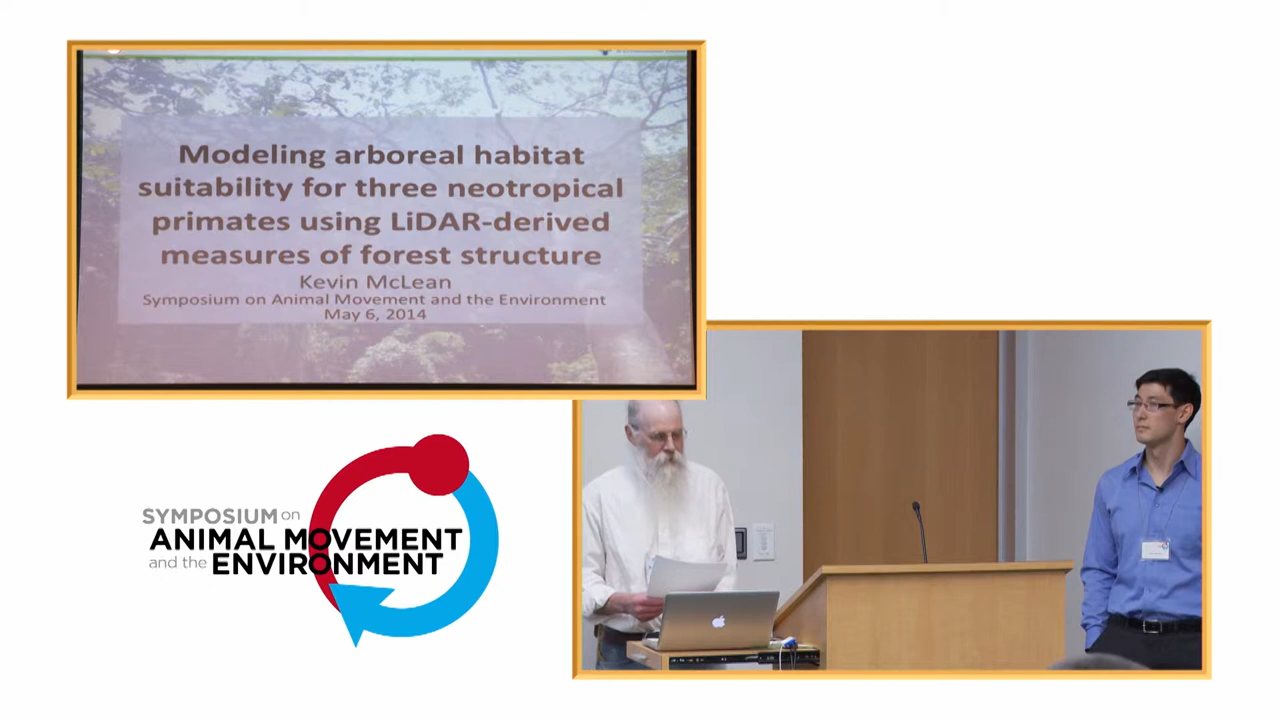 Modeling arboreal habitat
suitability for three neotropical
primates using LiDAR-derived
measures of forest structure
Kevin McLean
Symposium on Animal Movement and the Environment
May 6, 2014
SYMPOSIUM on
ANIMAL MOVEMENT
and the ENVIRONMENT